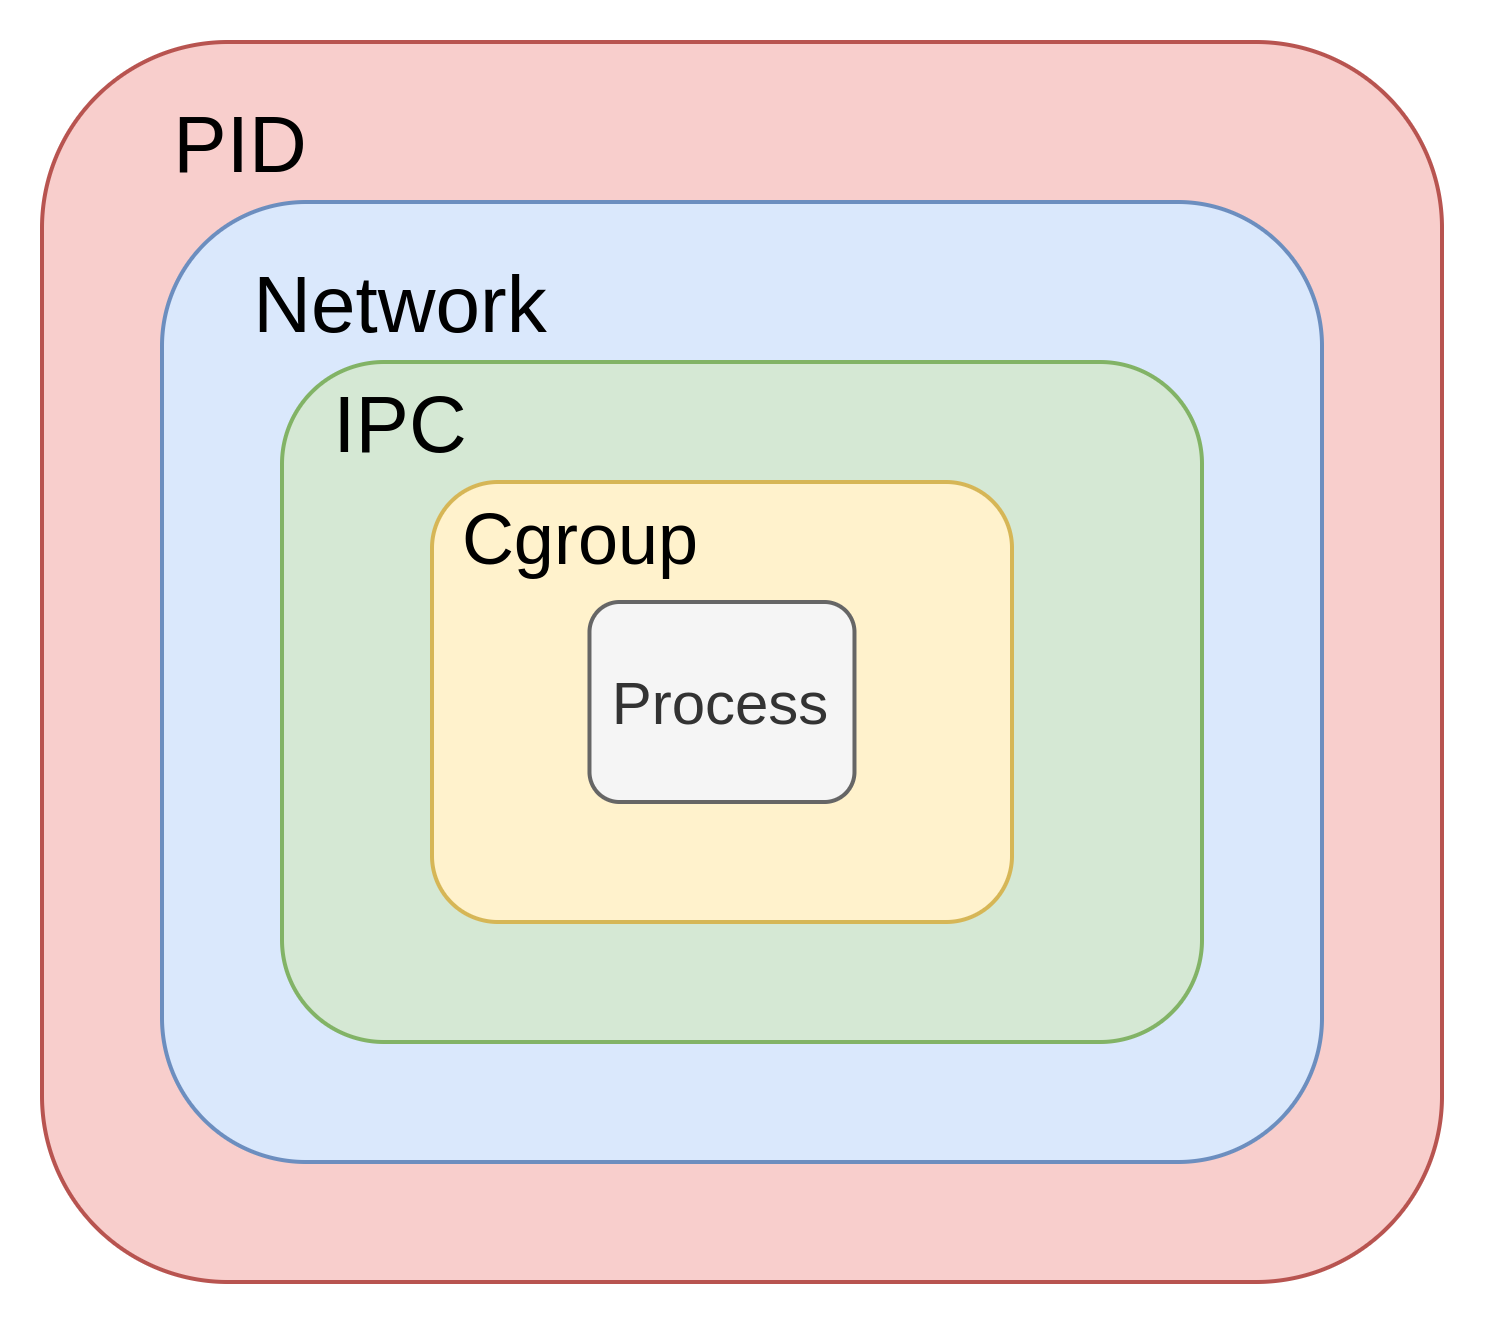 PID
Network
IPC
Cgroup
Process